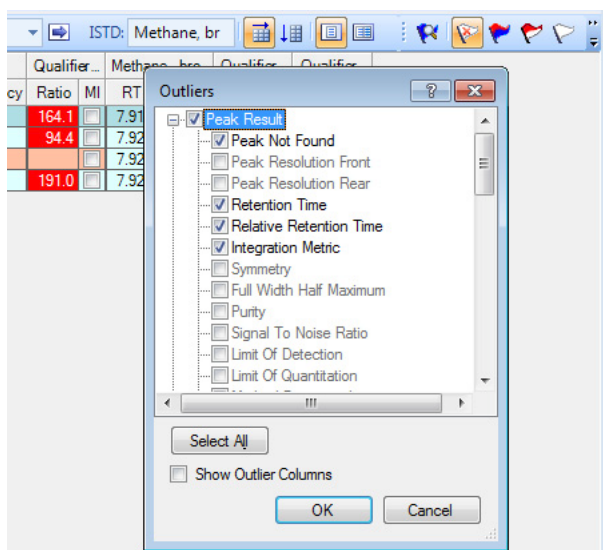 ISTD: Methane, br
Qualifier... Methane, bro... Qualifier... Qualifier...
cy Ratio MI RT
164.1 7.91
94.4 7.92
7.92
191.0 7.92
Outliers
Peak Result
Peak Not Found
Peak Resolution Front
Peak Resolution Rear
Retention Time
Relative Retention Time
Integration Metric
Symmetry
Full Width Half Maximum
Purity
Signal To Noise Ratio
Limit Of Detection
Limit Of Quantitation
Select All
Show Outlier Columns
OK Cancel